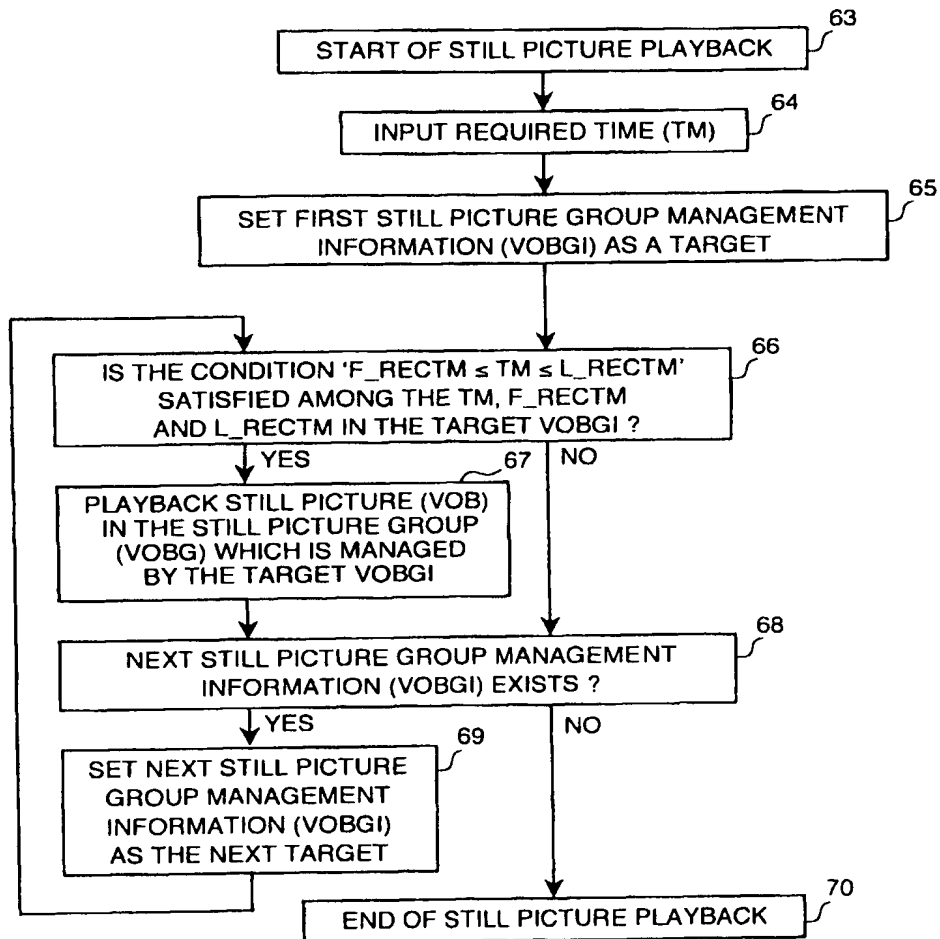 63
START OF STILL PICTURE PLAYBACK
64
INPUT REQUIRED TIME (TM)
65
SET FIRST STILL PICTURE GROUP MANAGEMENT
INFORMATION (VOBGI) AS A TARGET
66
IS THE CONDITION 'F_RECTM ≤ TM ≤ L_RECTM'
SATISFIED AMONG THE TM, F_RECTM
AND L_RECTM IN THE TARGET VOBGI ?
YES
67
NO
PLAYBACK STILL PICTURE (VOB)
IN THE STILL PICTURE GROUP
(VOBG) WHICH IS MANAGED
BY THE TARGET VOBGI
68
NEXT STILL PICTURE GROUP MANAGEMENT
INFORMATION (VOBGI) EXISTS ?
YES
69
NO
SET NEXT STILL PICTURE
GROUP MANAGEMENT
INFORMATION (VOBGI)
AS THE NEXT TARGET
70
END OF STILL PICTURE PLAYBACK